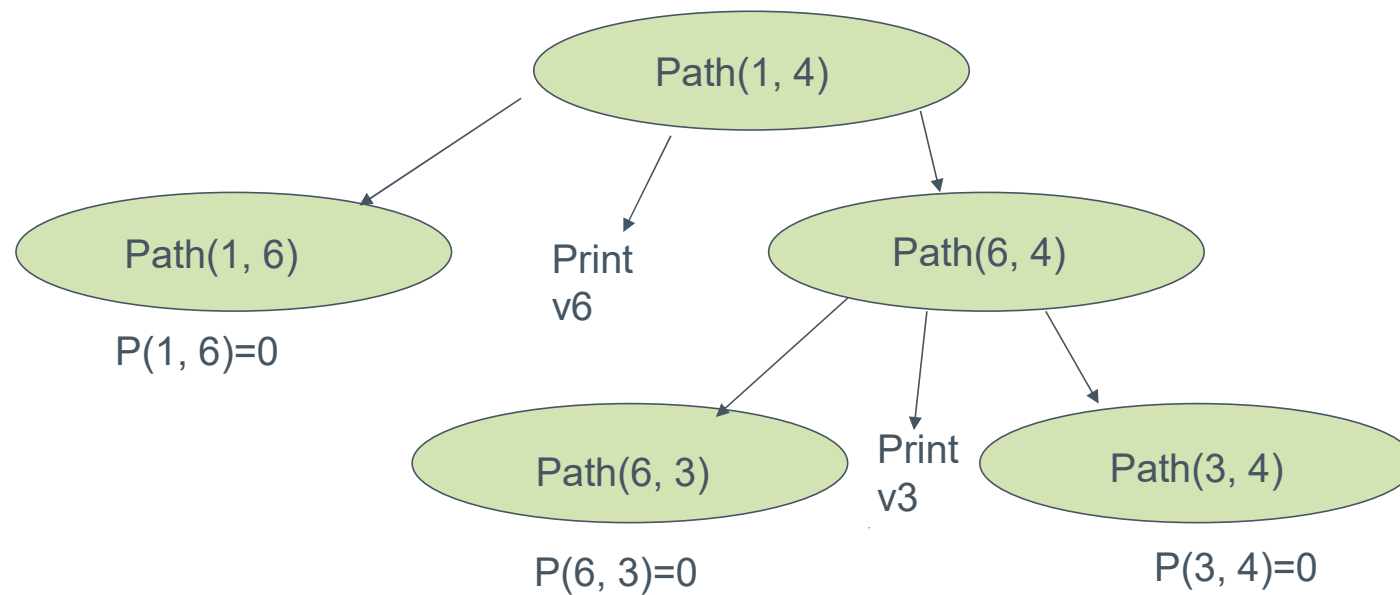 Path(1, 4)
Path(1, 6)
Print
v6
Path(6, 4)
P(1, 6)=0
Path(6, 3)
Print
v3
Path(3, 4)
P(6, 3)=0
P(3, 4)=0